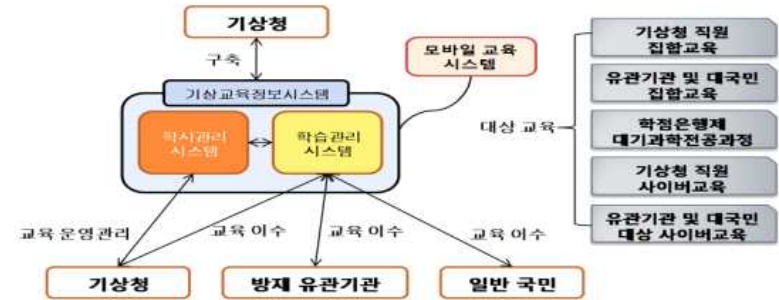 기상청
구축
모바일 교육
시스템
기상교육정보시스템
학사관리
시스템
학습관리
시스템
교육 운영관리
교육 이수
교육 이수
교육 이수
기상청
방재 유관기관
일반 국민
대상 교육
기상청 직원
집합교육
유관기관 및 대국민
집합교육
학점은행제
대기과학전공과정
기상청 직원
사이버교육
유관기관 및 대국민
대상 사이버교육